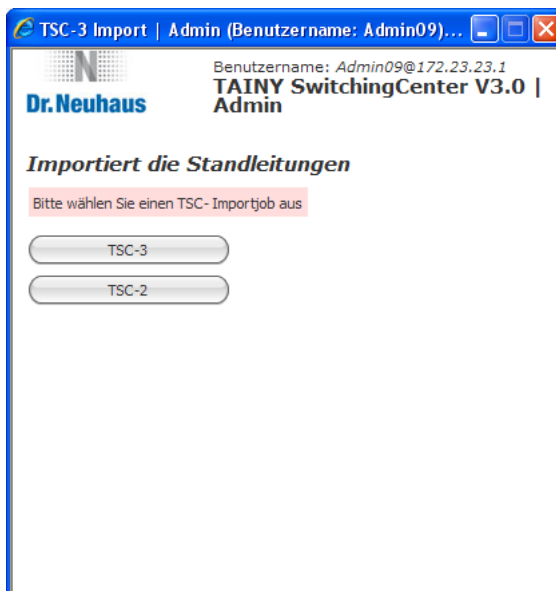 TSC-3 Import | Admin (Benutzername: Admin09)...
N
Dr.Neuhaus
Benutzername: Admin09@172.23.23.1
TAINY SwitchingCenter V3.0 |
Admin
Importiert die Standleitungen
Bitte wählen Sie einen TSC- Importjob aus
TSC-3
TSC-2